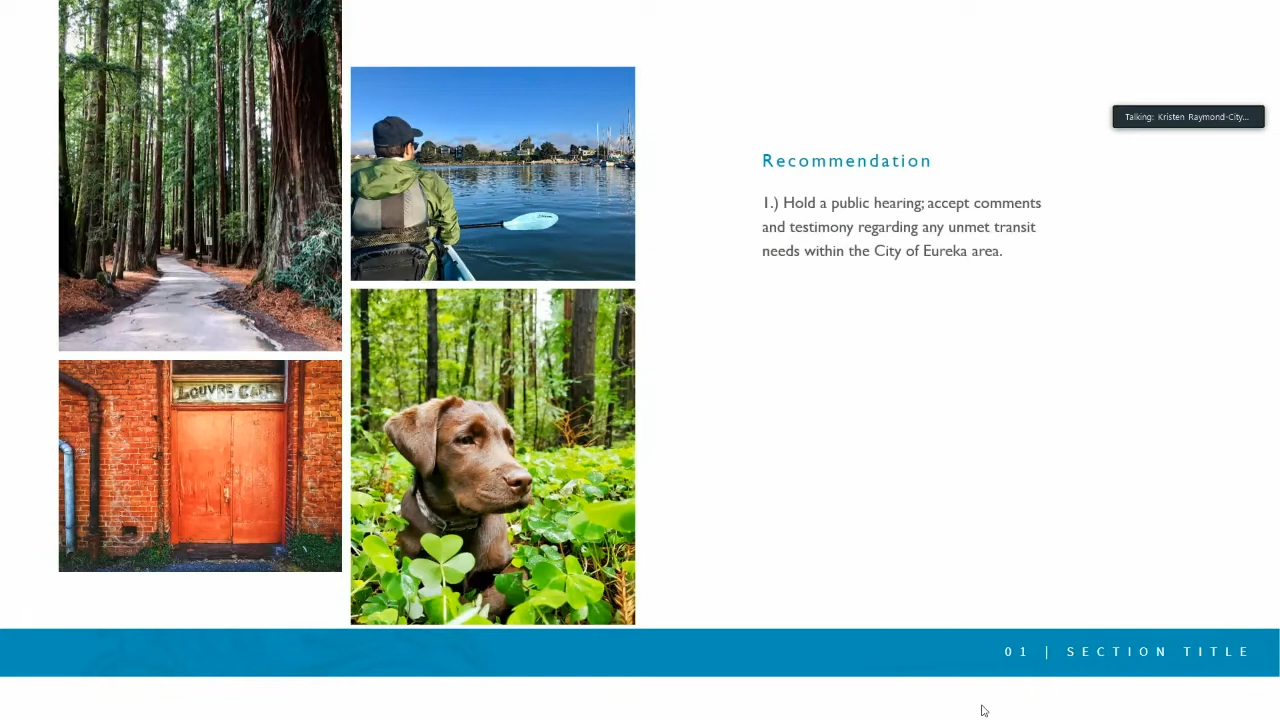 LOUVRE CAFE
Talking: Kristen Raymond-City...
Recommendation
1.) Hold a public hearing; accept comments
and testimony regarding any unmet transit
needs within the City of Eureka area.
01 | SECTION TITLE